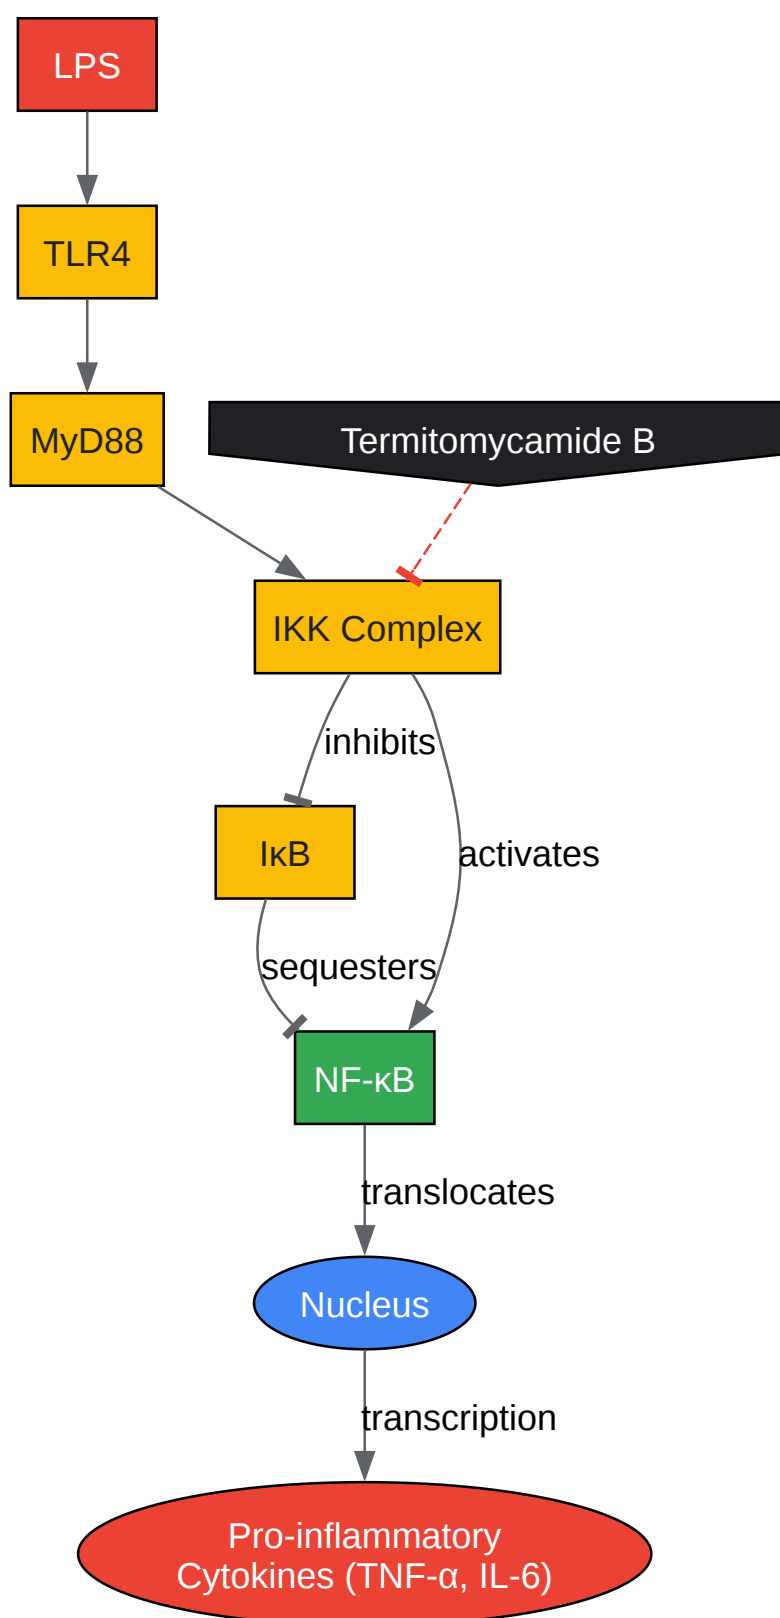 LPS
TLR4
MyD88
Termitomycamide B
IKK Complex
inhibits
IκB
activates
sequesters
NF-κB
translocates
Nucleus
transcription
Pro-inflammatory
Cytokines (TNF-α, IL-6)